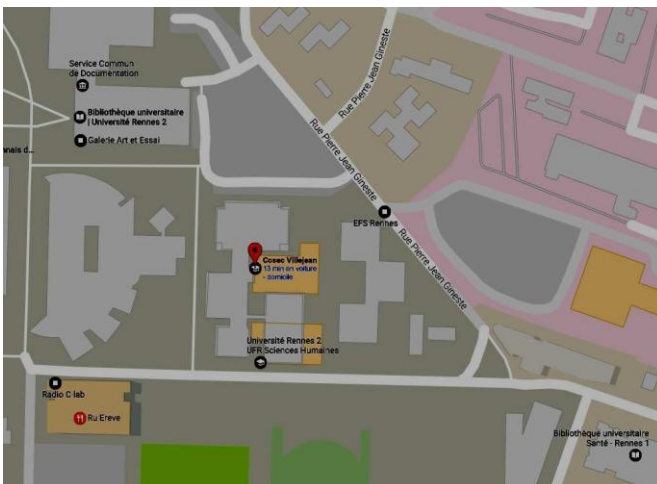 Service Commun
de Documentation
Bibliothèque universitaire
| Université Rennes 2
Galerie Art et Essai
nnais d...
Rue Pierre Jean Gineste
Rue Pierre Jean Gineste
EFS Rennes
Rue Pierre Jean Gineste
Cosec Villejean
13 min en voiture
- domicile
Université Rennes 2
UFR Sciences Humaines
Radio C-lab
Ru Ereve
Bibliothèque universitaire
Santé - Rennes 1